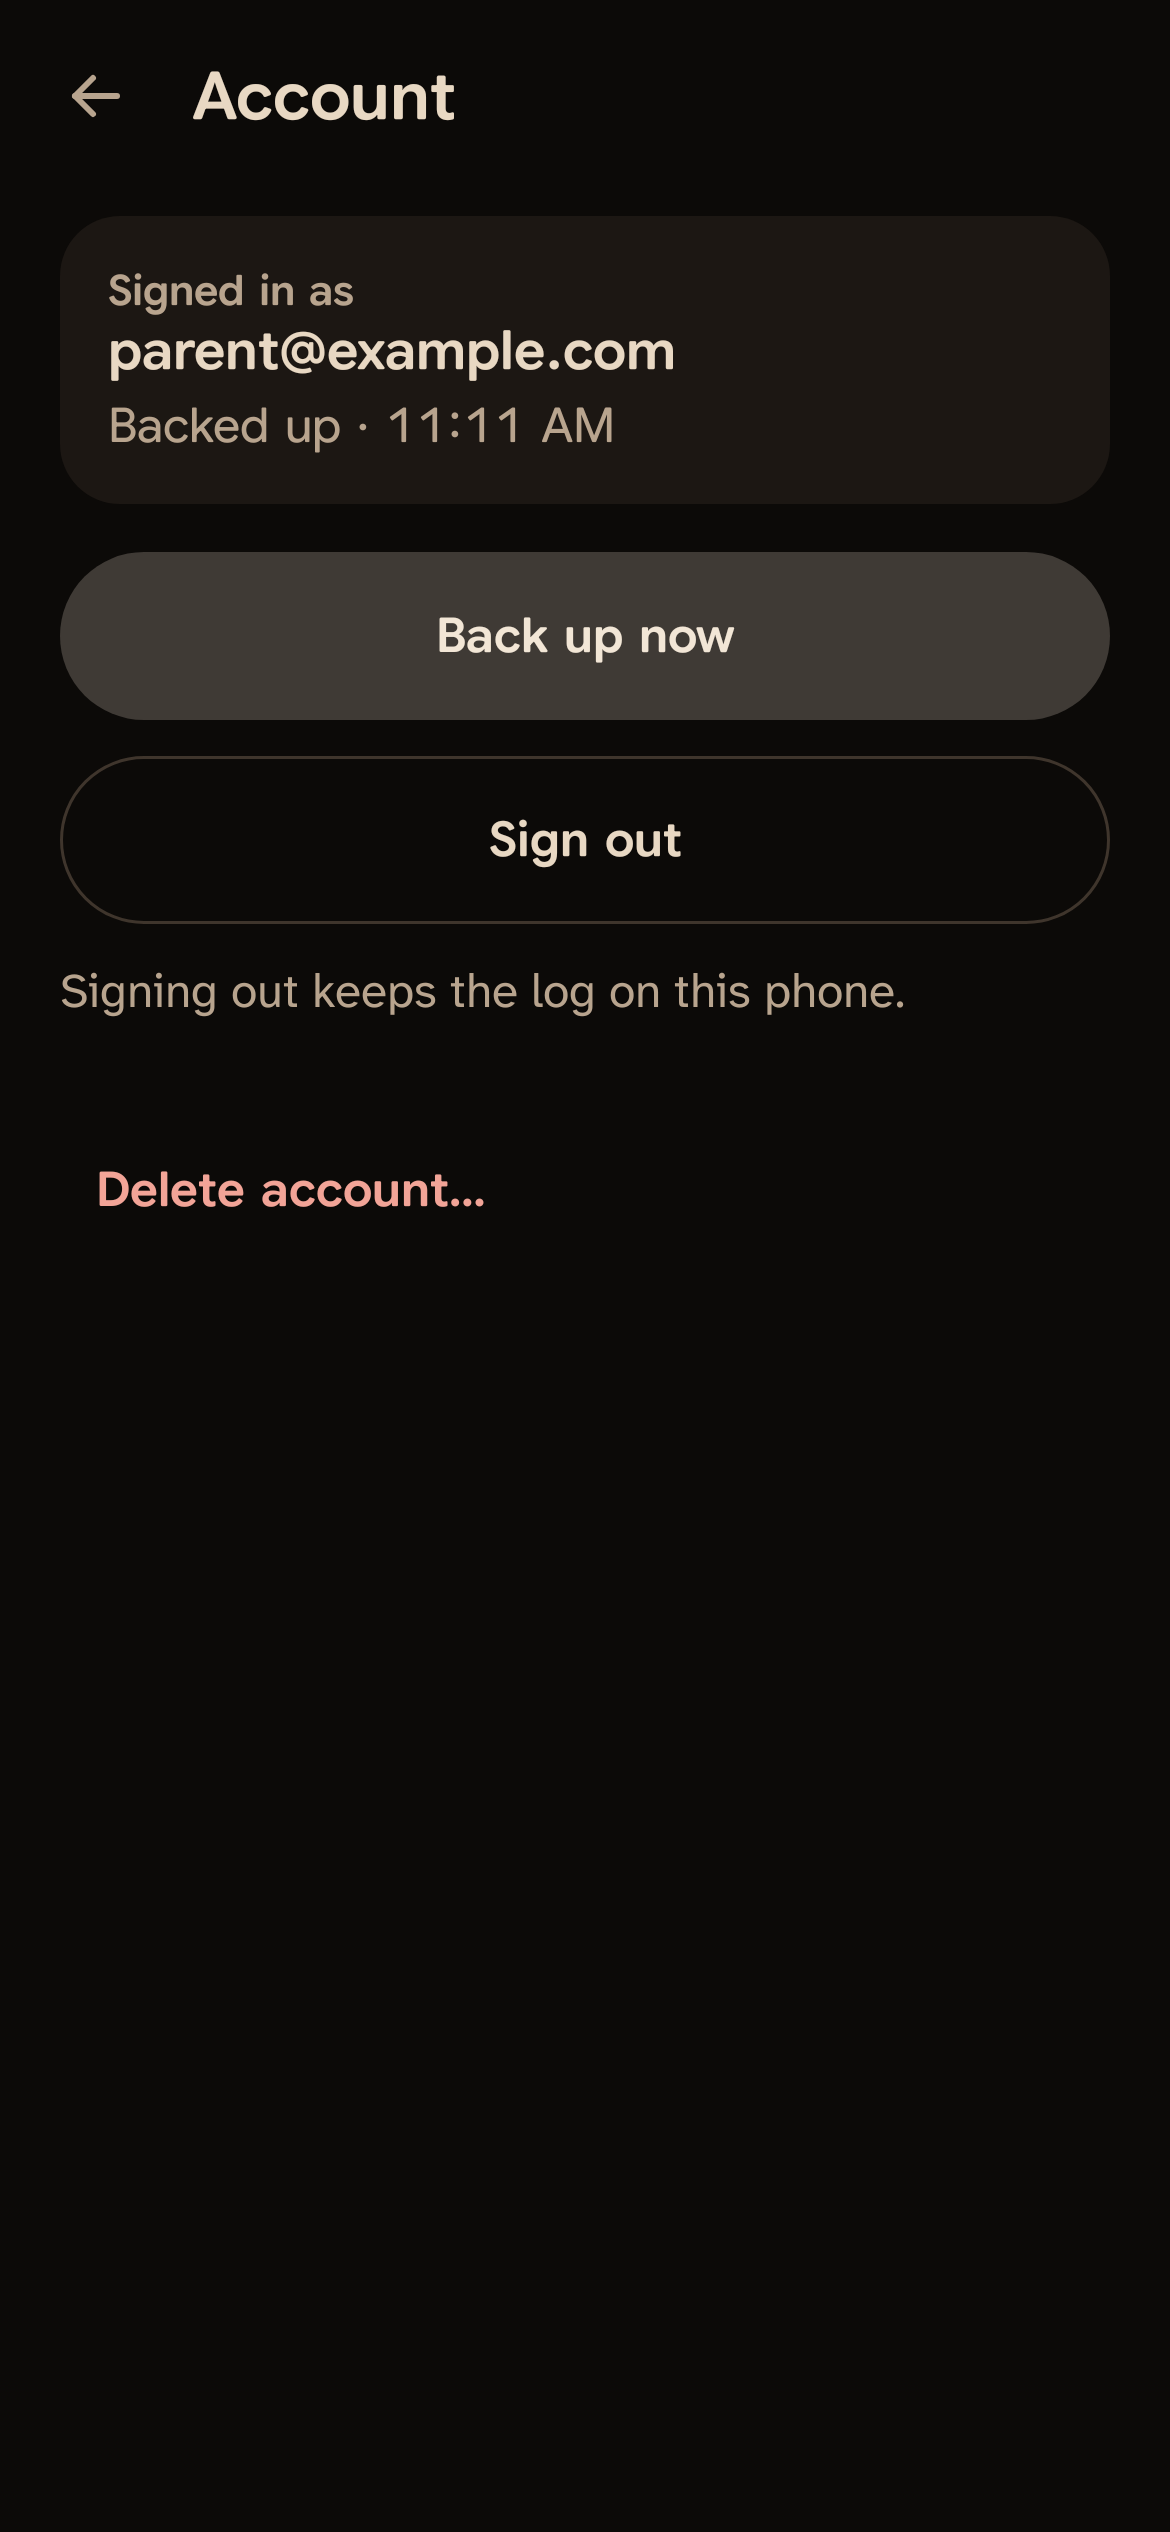 Account
Signed in as
parent@example.com
Backed up · 11:11 AM
Back up now
Sign out
Signing out keeps the log on this phone.
Delete account...